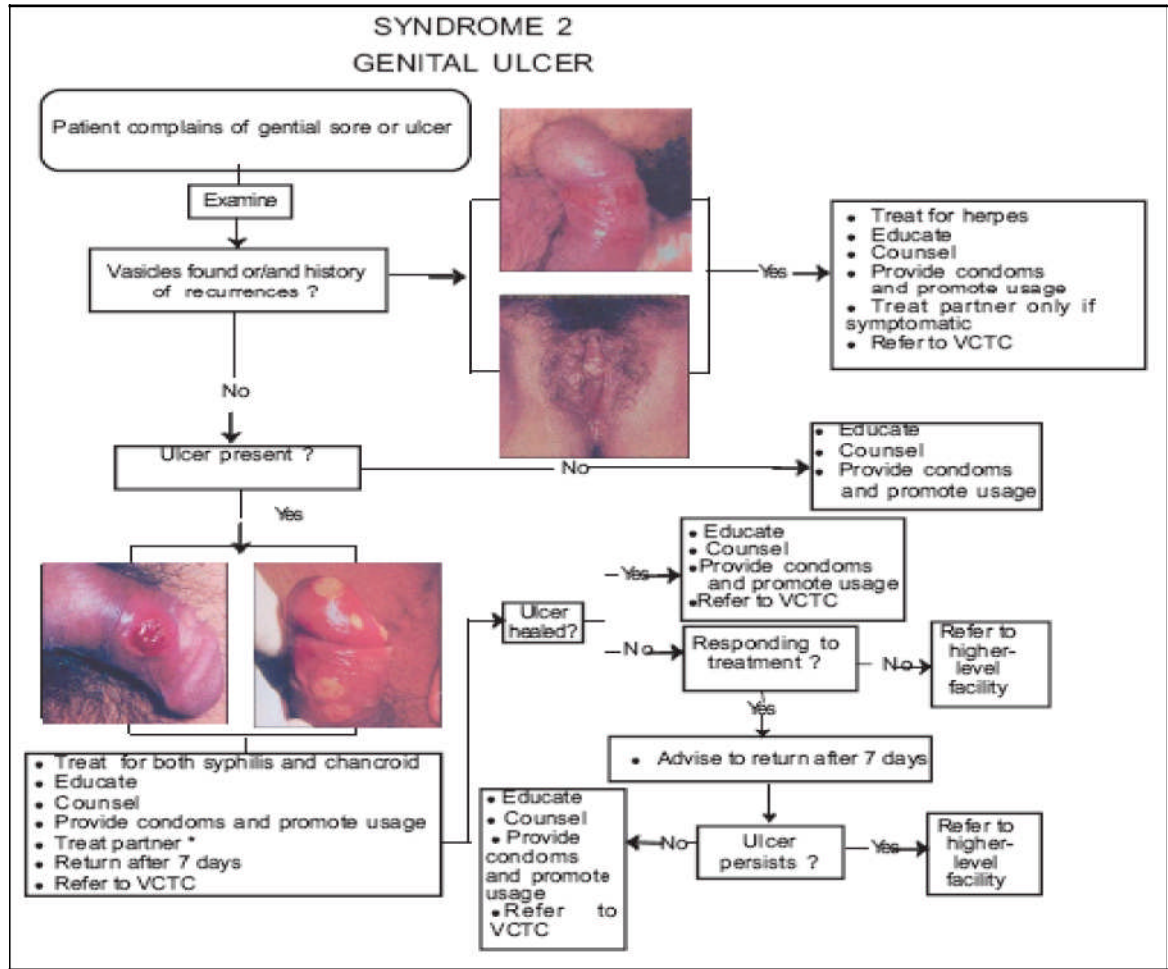 SYNDROME 2
GENITAL ULCER
Patient complains of gential sore or ulcer
Examine
Vasicles found or/and history
of recurrences ?
Yes
• Treat for herpes
• Educate
• Counsel
• Provide condoms
and promote usage
• Treat partner only if
symptomatic
• Refer to VCTC
No
Ulcer present ?
No
• Educate
• Counsel
• Provide condoms
and promote usage
Yes
• Treat for both syphilis and chancroid
• Educate
• Counsel
• Provide condoms and promote usage
• Treat partner *
• Return after 7 days
• Refer to VCTC
Ulcer
healed?
Yes
• Educate
• Counsel
• Provide condoms
and promote usage
• Refer to VCTC
No
Responding to
treatment ?
No
Refer to
higher-
level
facility
Yes
• Advise to return after 7 days
Ulcer
persists ?
No
• Educate
• Counsel
• Provide
condoms
and promote
usage
• Refer to
VCTC
Yes
Refer to
higher-
level
facility